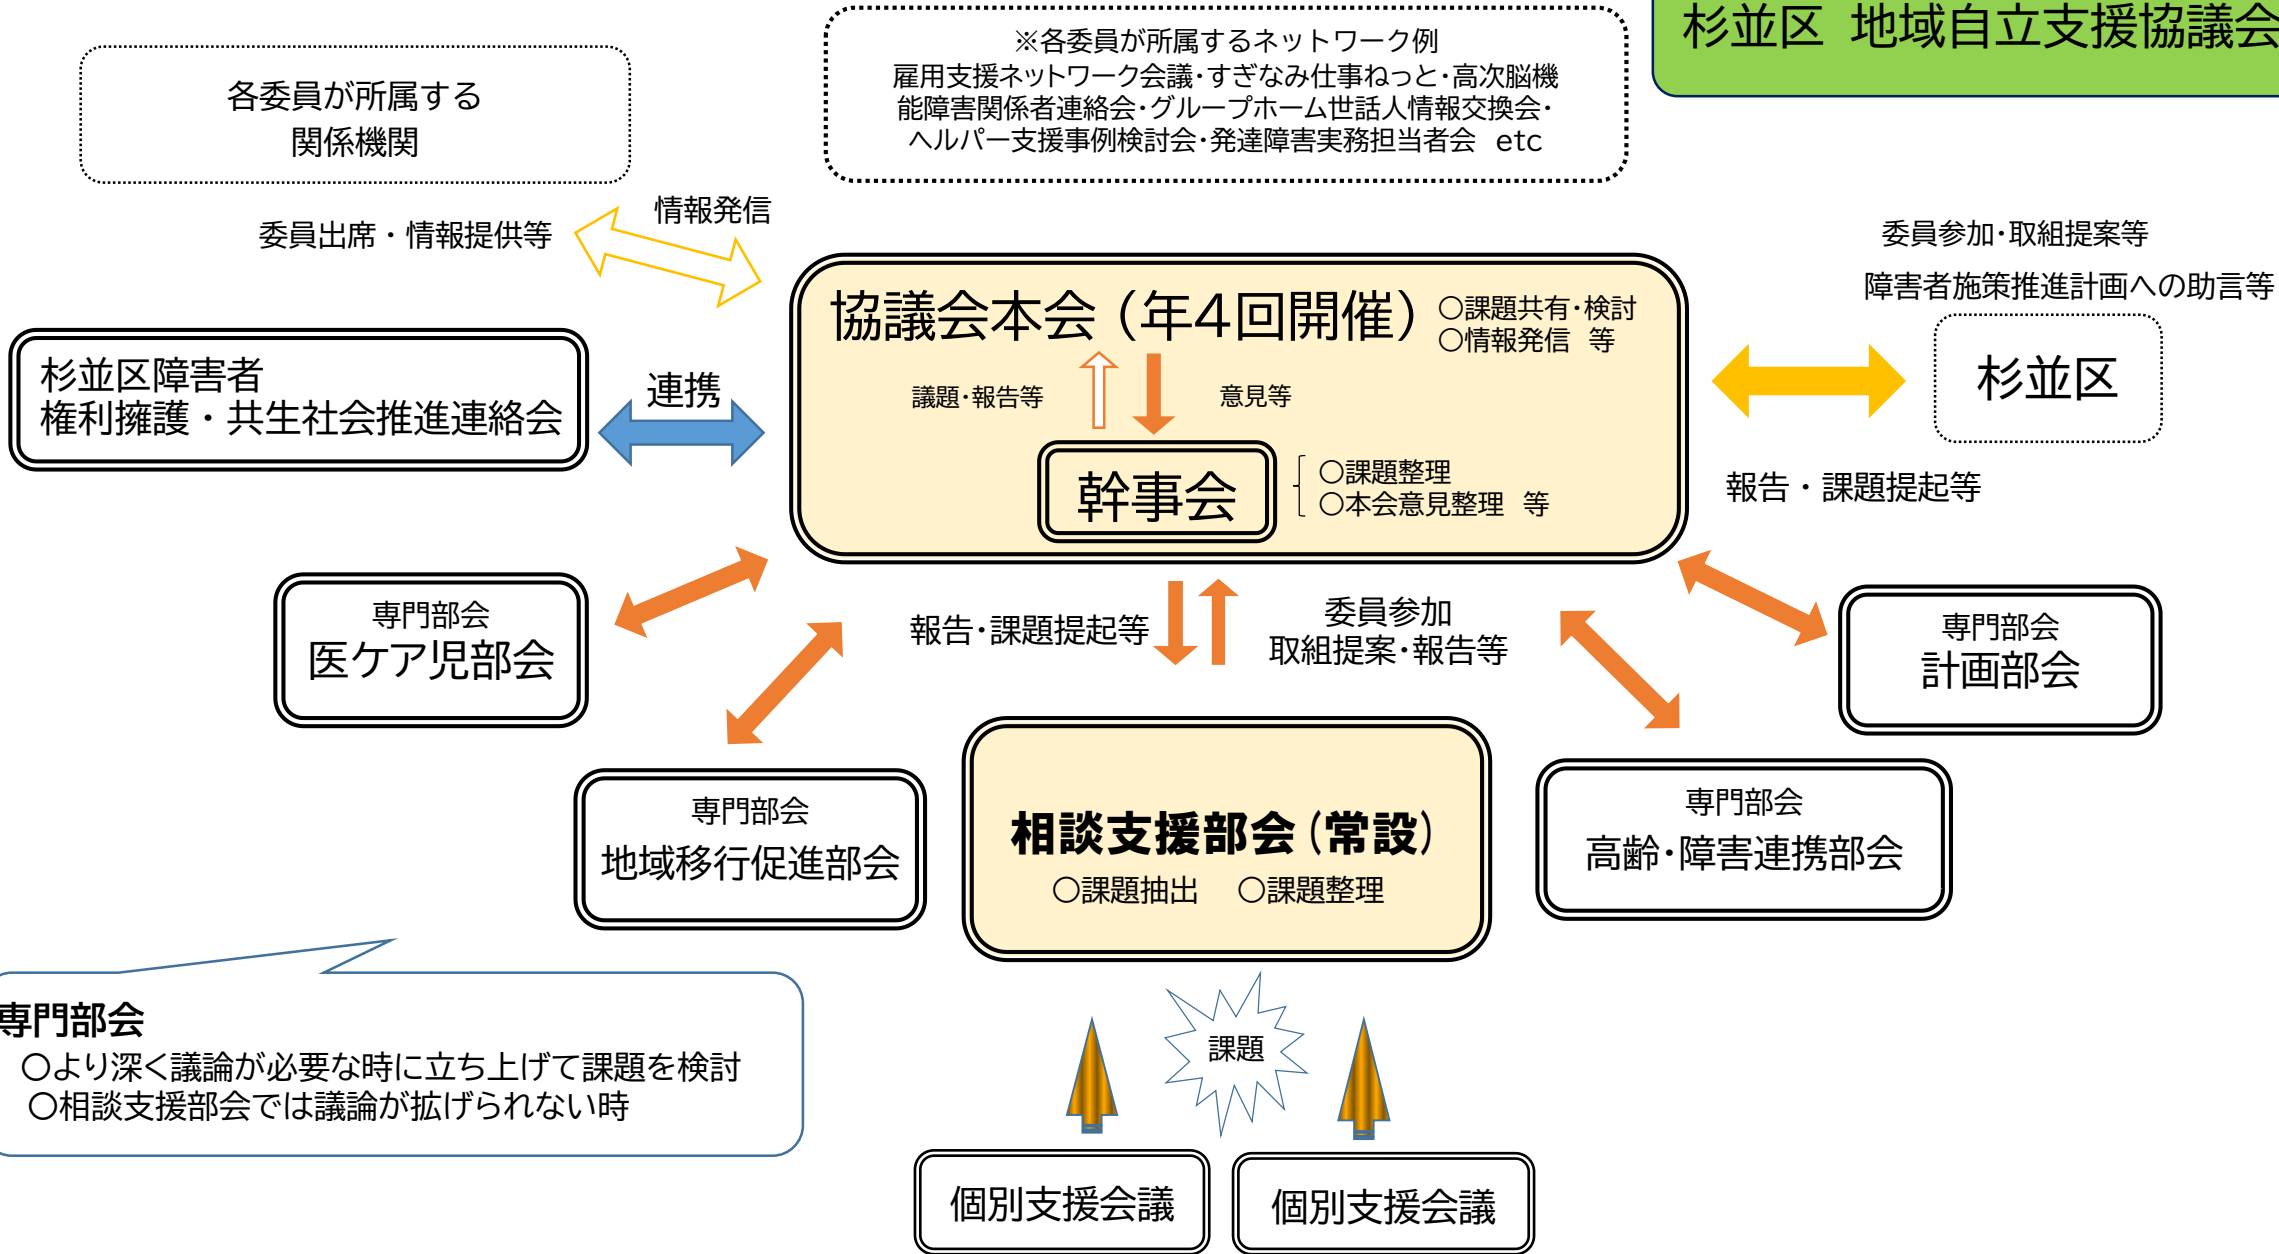 杉並区 地域自立支援協議会
※各委員が所属するネットワーク例
雇用支援ネットワーク会議・すぎなみ仕事ねっと・高次脳機
能障害関係者連絡会・グループホーム世話人情報交換会・
ヘルパー支援事例検討会・発達障害実務担当者会 etc
各委員が所属する
関係機関
情報発信
委員出席・情報提供等
委員参加・取組提案等
障害者施策推進計画への助言等
協議会本会（年4回開催）
○課題共有・検討
○情報発信 等
杉並区障害者
権利擁護・共生社会推進連絡会
連携
議題・報告等
意見等
杉並区
幹事会
○課題整理
○本会意見整理 等
報告・課題提起等
専門部会
医ケア児部会
報告・課題提起等
委員参加
取組提案・報告等
専門部会
計画部会
専門部会
地域移行促進部会
相談支援部会（常設）
○課題抽出 ○課題整理
専門部会
高齢・障害連携部会
専門部会
○より深く議論が必要な時に立ち上げて課題を検討
○相談支援部会では議論が拡げられない時
課題
個別支援会議
個別支援会議